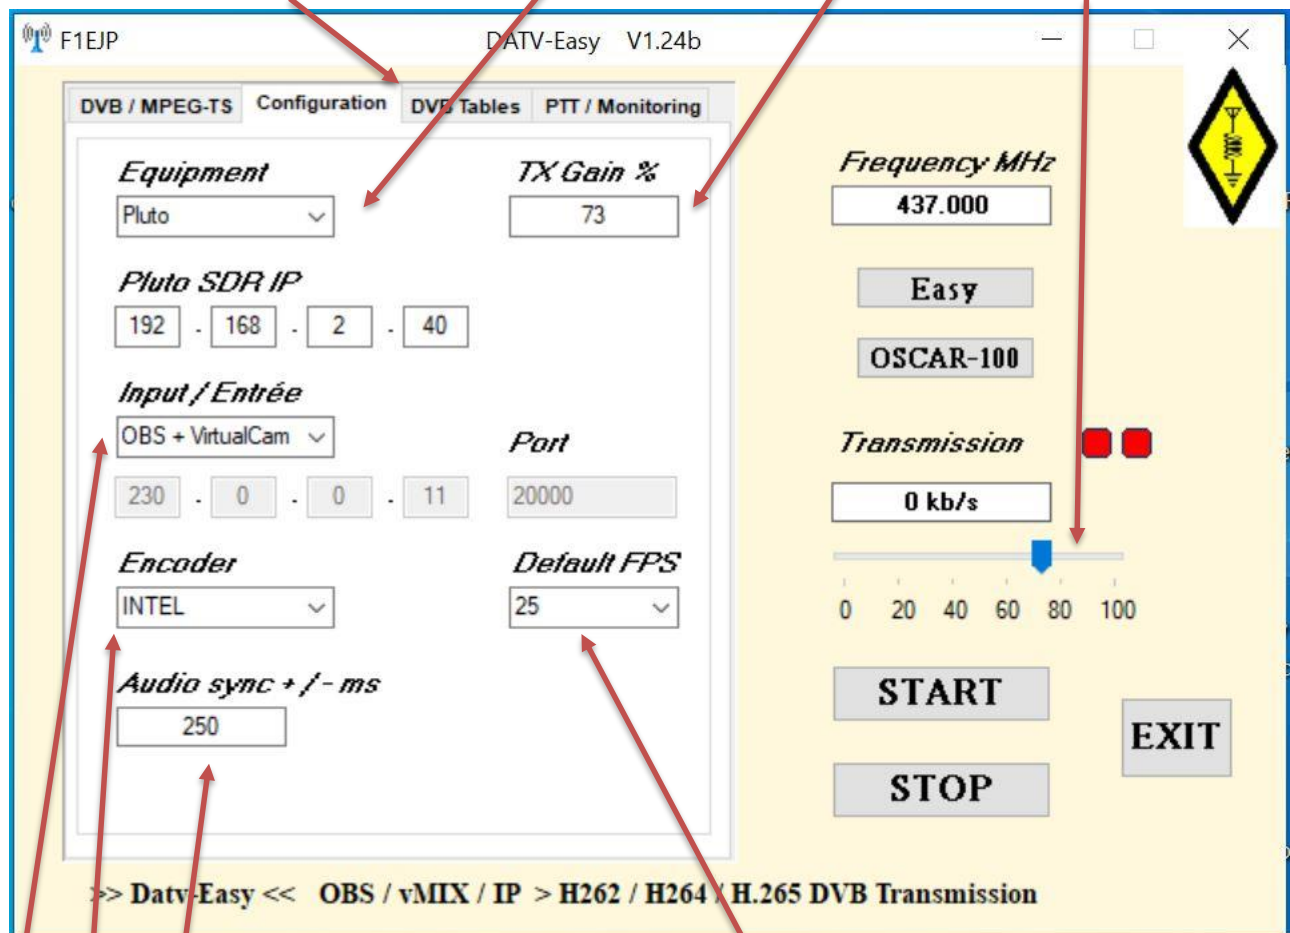 F1EJP DATV-Easy V1.24b
DVB / MPEG-TS Configuration DVB Tables PTT / Monitoring
Equipment TX Gain %
Pluto 73
Pluto SDR IP
192 . 168 . 2 . 40
Input / Entrée
OBS + VirtualCam Port
230 . 0 . 0 . 11 20000
Encoder Default FPS
INTEL 25
Audio sync + / - ms
250
Frequency MHz
437.000
Easy
OSCAR-100
Transmission
0 kb/s
0 20 40 60 80 100
START
EXIT
STOP
>> Datv-Easy << OBS / vMIX / IP > H262 / H264 / H.265 DVB Transmission